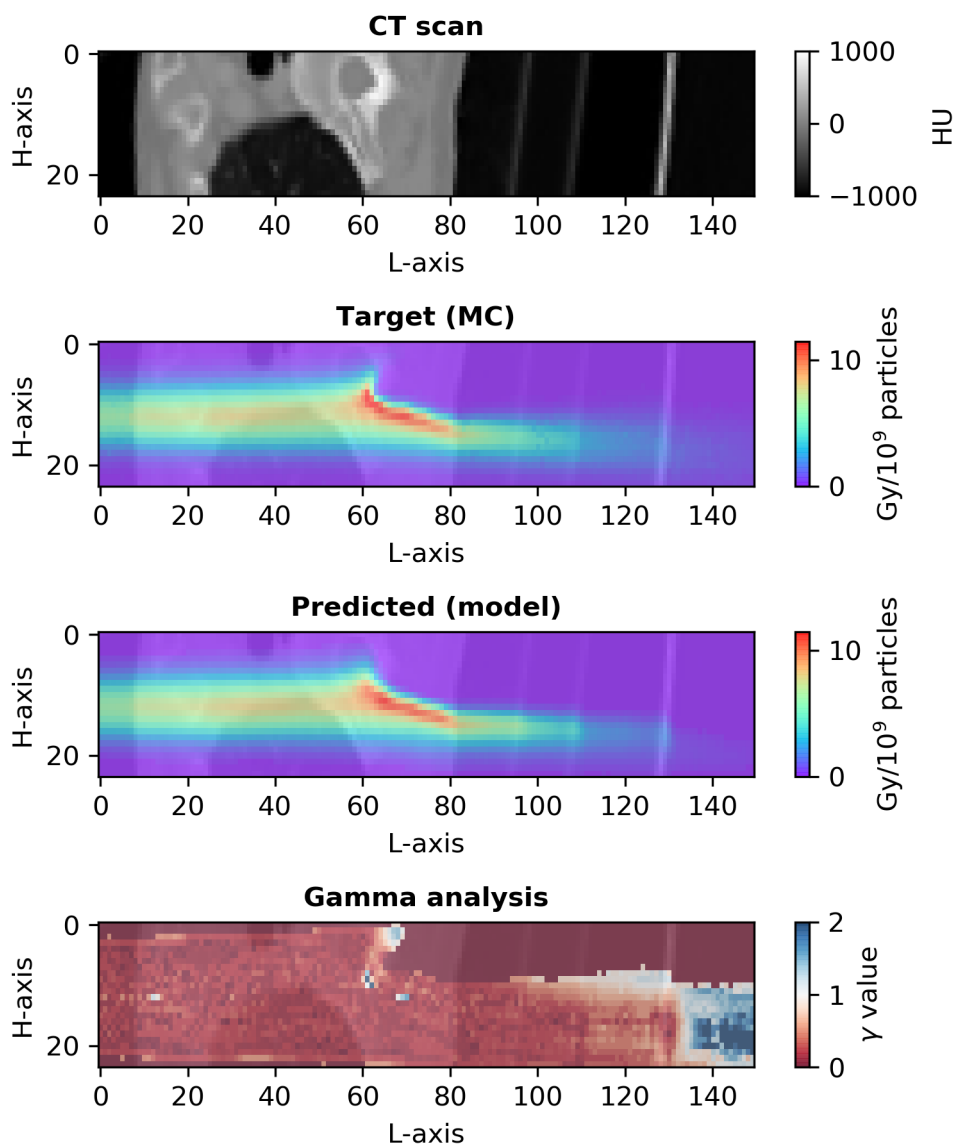 CT scan
0
20
H-axis
0 20 40 60 80 100 120 140
L-axis
1000
0
−1000
HU
Target (MC)
0
20
H-axis
0 20 40 60 80 100 120 140
L-axis
10
0
Gy/10⁹ particles
Predicted (model)
0
20
H-axis
0 20 40 60 80 100 120 140
L-axis
10
0
Gy/10⁹ particles
Gamma analysis
0
20
H-axis
0 20 40 60 80 100 120 140
L-axis
2
1
0
γ value